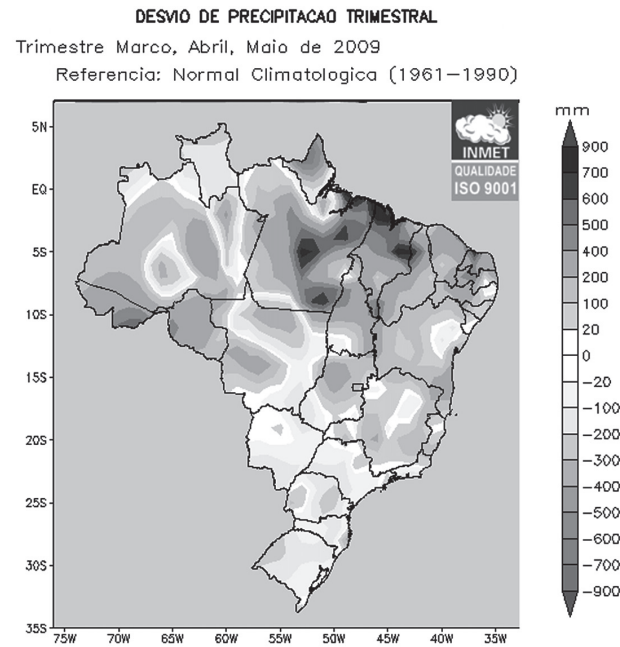 DESVIO DE PRECIPITACAO TRIMESTRAL
Trimestre Marco, Abril, Maio de 2009
Referencia: Normal Climatologica (1961-1990)
INMET
QUALIDADE
ISO 9001
mm
900
700
600
500
400
200
100
20
0
-20
-100
-200
-300
-400
-500
-600
-700
-900
5N
EQ
5S
10S
15S
20S
25S
30S
35S
75W 70W 65W 60W 55W 50W 45W 40W 35W